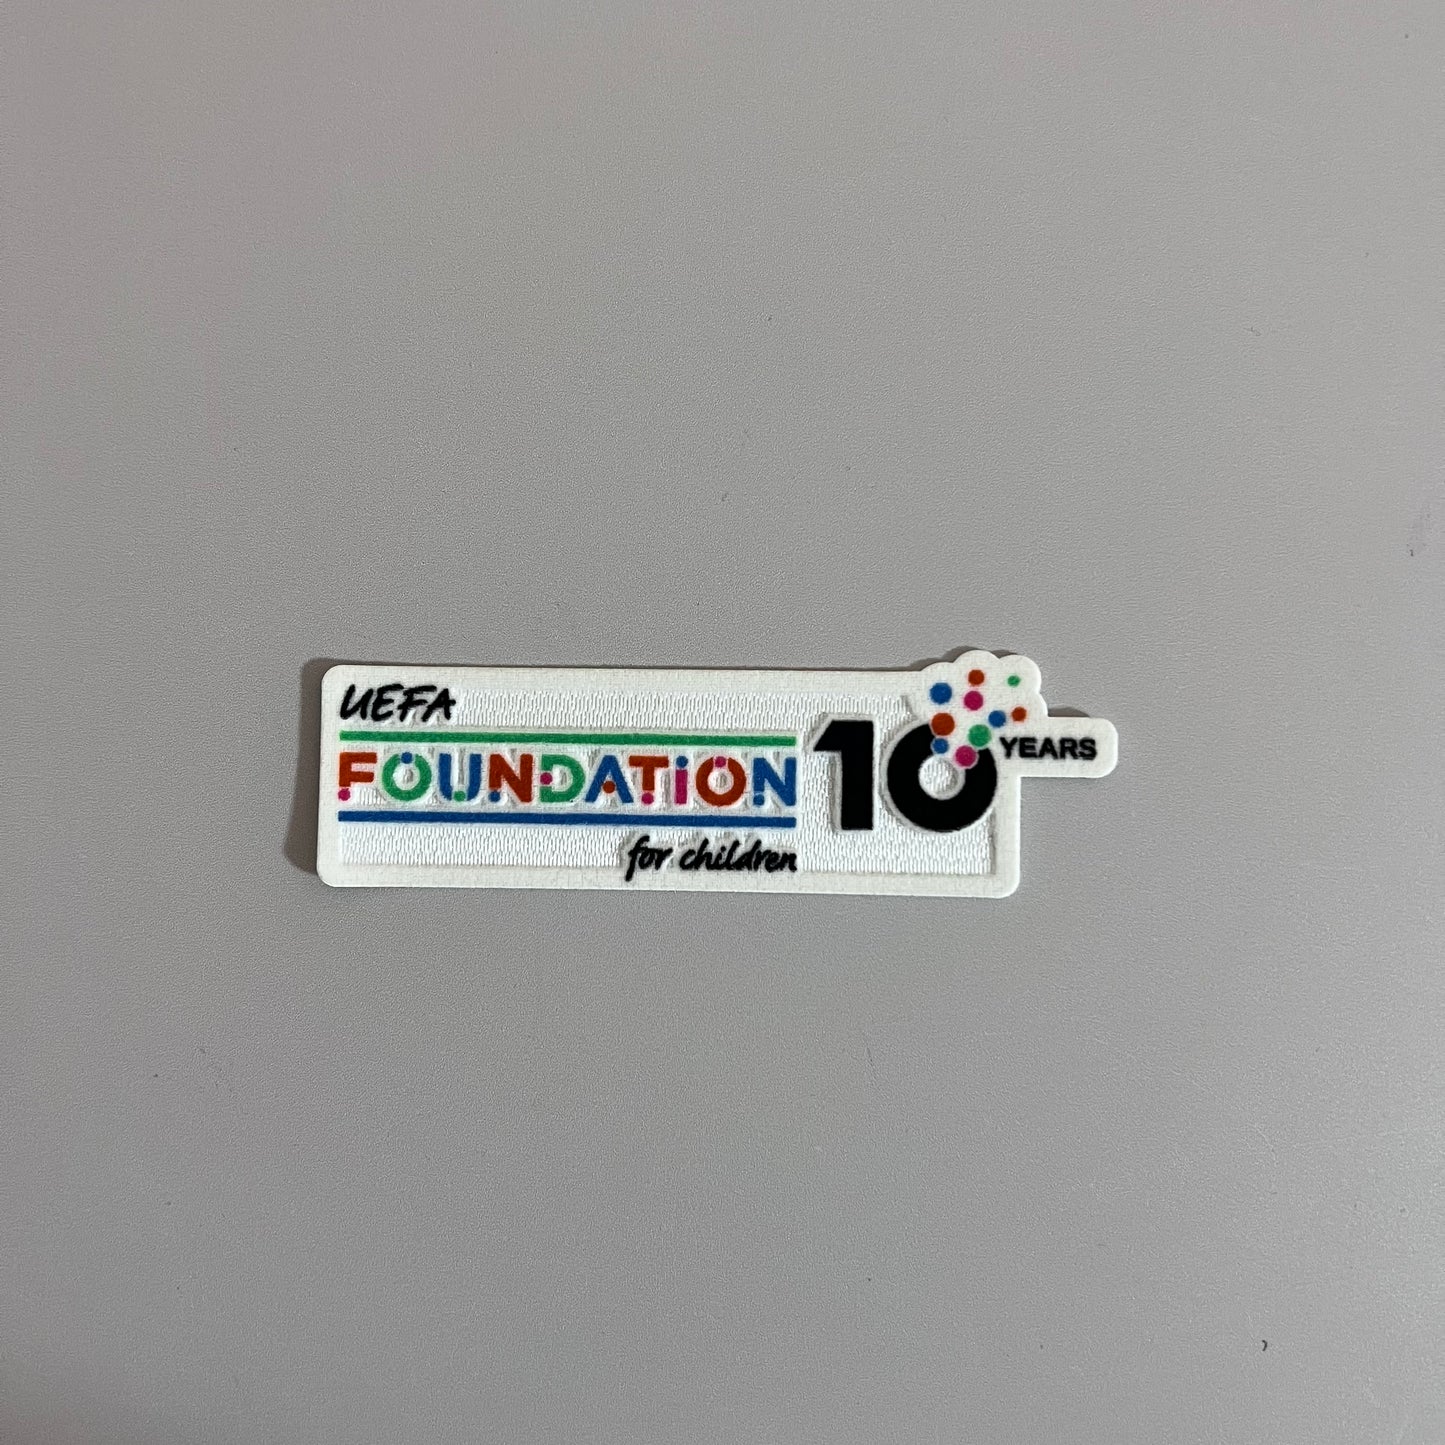 UEFA
FOUNDATION
for children
10 YEARS